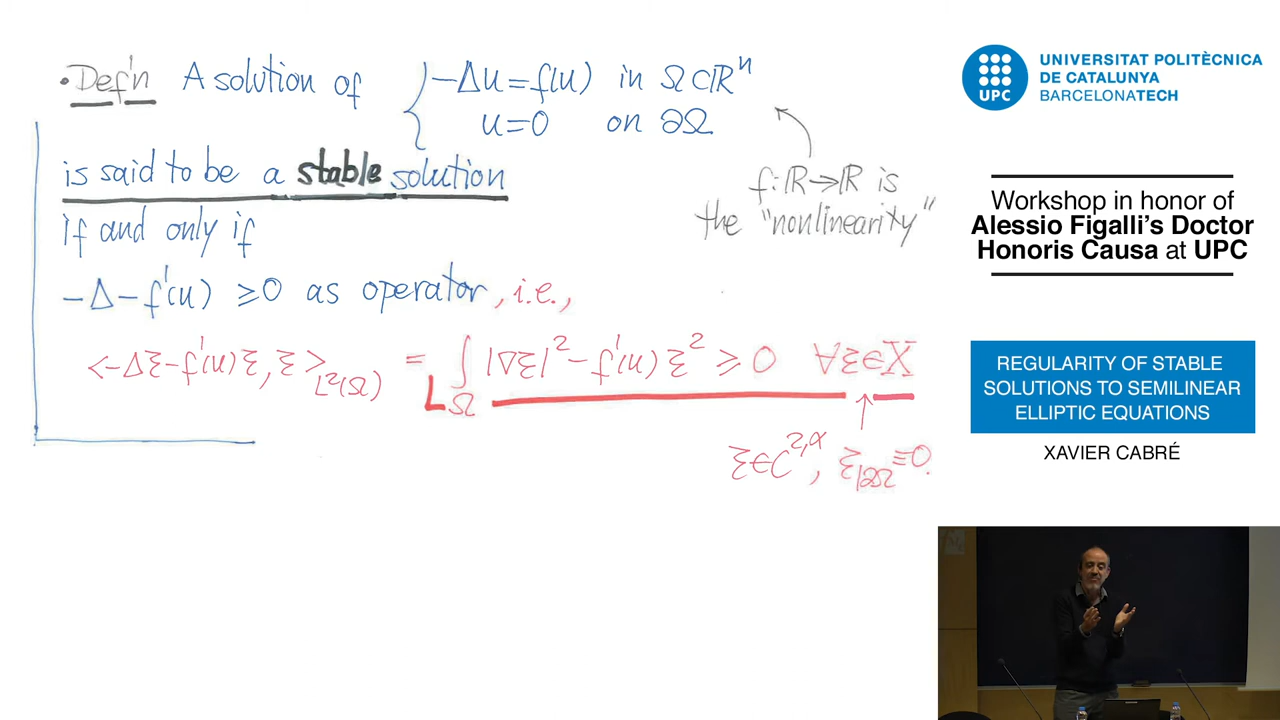 • Def'n A solution of { -Δu = f(u) in Ω⊂ℝⁿ
u=0 on ∂Ω
is said to be a stable solution
if and only if
f: ℝ→ℝ is
the "nonlinearity"
-Δ - f'(u) ≥0 as operator, i.e.,
<-Δξ-f'(u)ξ, ξ>_{L²(Ω)} = ∫_Ω |∇ξ|² - f'(u) ξ² ≥ 0 ∀ξ∈X
ξ∈C^{2,α}, ξ_{|∂Ω}≡0.
UPC
UNIVERSITAT POLITÈCNICA
DE CATALUNYA
BARCELONATECH
Workshop in honor of
Alessio Figalli's Doctor
Honoris Causa at UPC
REGULARITY OF STABLE
SOLUTIONS TO SEMILINEAR
ELLIPTIC EQUATIONS
XAVIER CABRÉ